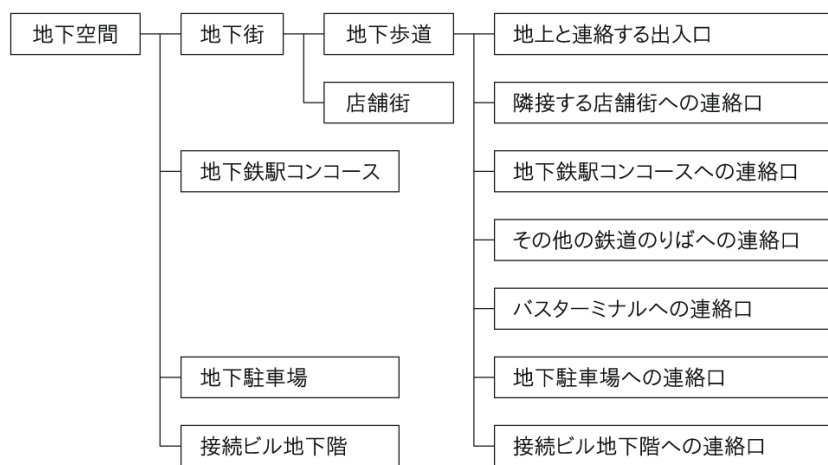 地下空間
地下街
地下歩道
地上と連絡する出入口
店舗街
隣接する店舗街への連絡口
地下鉄駅コンコース
地下鉄駅コンコースへの連絡口
その他の鉄道のりばへの連絡口
バスターミナルへの連絡口
地下駐車場
地下駐車場への連絡口
接続ビル地下階
接続ビル地下階への連絡口